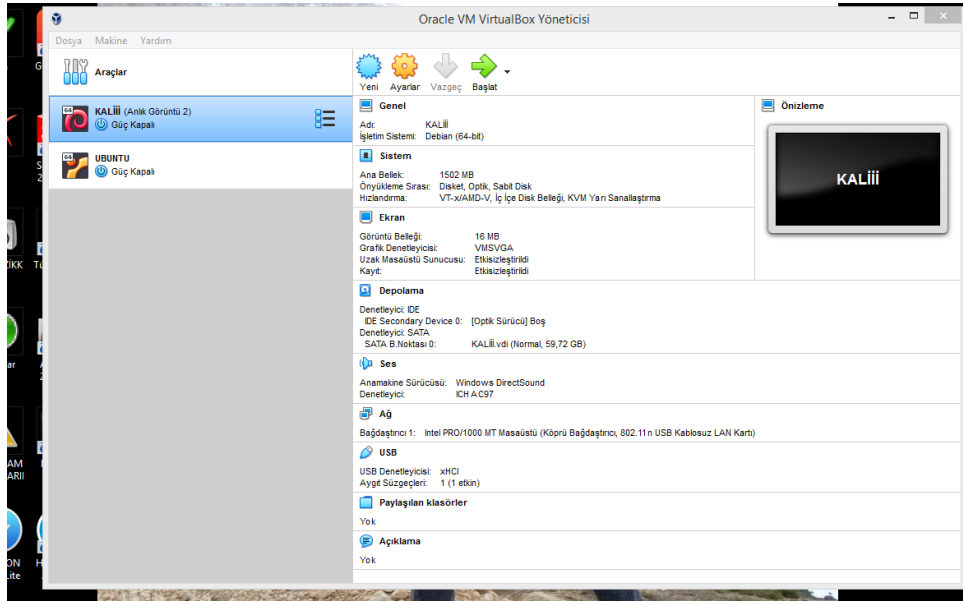 Oracle VM VirtualBox Yöneticisi
Dosya Makine Yardım
Araçlar
Yeni Ayarlar Vazgeç Başlat
64 KALİİİ (Anlık Görüntü 2)
Güç Kapalı
64 UBUNTU
Güç Kapalı
Genel
Adı: KALİİİ
İşletim Sistemi: Debian (64-bit)
Sistem
Ana Bellek: 1502 MB
Önyükleme Sırası: Disket, Optik, Sabit Disk
Hızlandırma: VT-x/AMD-V, İç İçe Disk Belleği, KVM Yarı Sanallaştırma
Ekran
Görüntü Belleği: 16 MB
Grafik Denetleyicisi: VMSVGA
Uzak Masaüstü Sunucusu: Etkisizleştirildi
Kayıt: Etkisizleştirildi
Depolama
Denetleyici: IDE
IDE Secondary Device 0: [Optik Sürücü] Boş
Denetleyici: SATA
SATA B.Noktası 0: KALİİİ.vdi (Normal, 59,72 GB)
Ses
Anamakine Sürücüsü: Windows DirectSound
Denetleyici: ICH AC97
Ağ
Bağdaştırıcı 1: Intel PRO/1000 MT Masaüstü (Köprü Bağdaştırıcı, 802.11n USB Kablosuz LAN Kartı)
USB
USB Denetleyicisi: xHCI
Aygıt Süzgeçleri: 1 (1 etkin)
Paylaşılan klasörler
Yok
Açıklama
Yok
Önizleme
KALİİİ